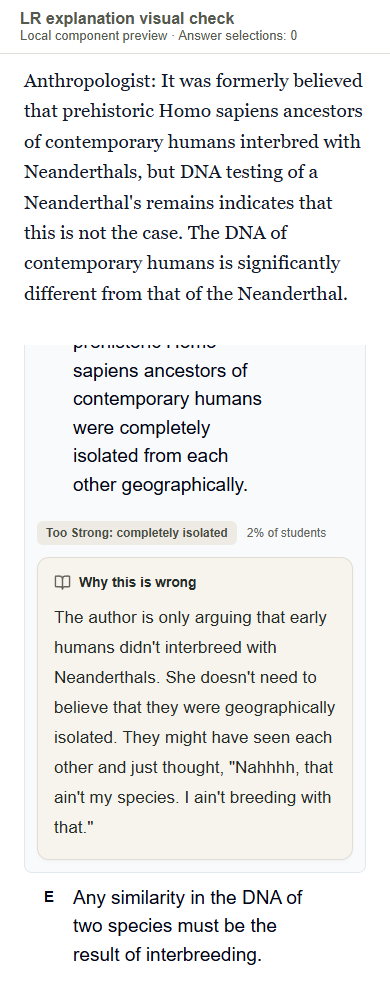 LR explanation visual check
Local component preview · Answer selections: 0
Anthropologist: It was formerly believed
that prehistoric Homo sapiens ancestors
of contemporary humans interbred with
Neanderthals, but DNA testing of a
Neanderthal's remains indicates that
this is not the case. The DNA of
contemporary humans is significantly
different from that of the Neanderthal.
prehistoric Homo
sapiens ancestors of
contemporary humans
were completely
isolated from each
other geographically.
Too Strong: completely isolated 2% of students
Why this is wrong
The author is only arguing that early
humans didn't interbreed with
Neanderthals. She doesn't need to
believe that they were geographically
isolated. They might have seen each
other and just thought, "Nahhhh, that
ain't my species. I ain't breeding with
that."
E Any similarity in the DNA of
two species must be the
result of interbreeding.